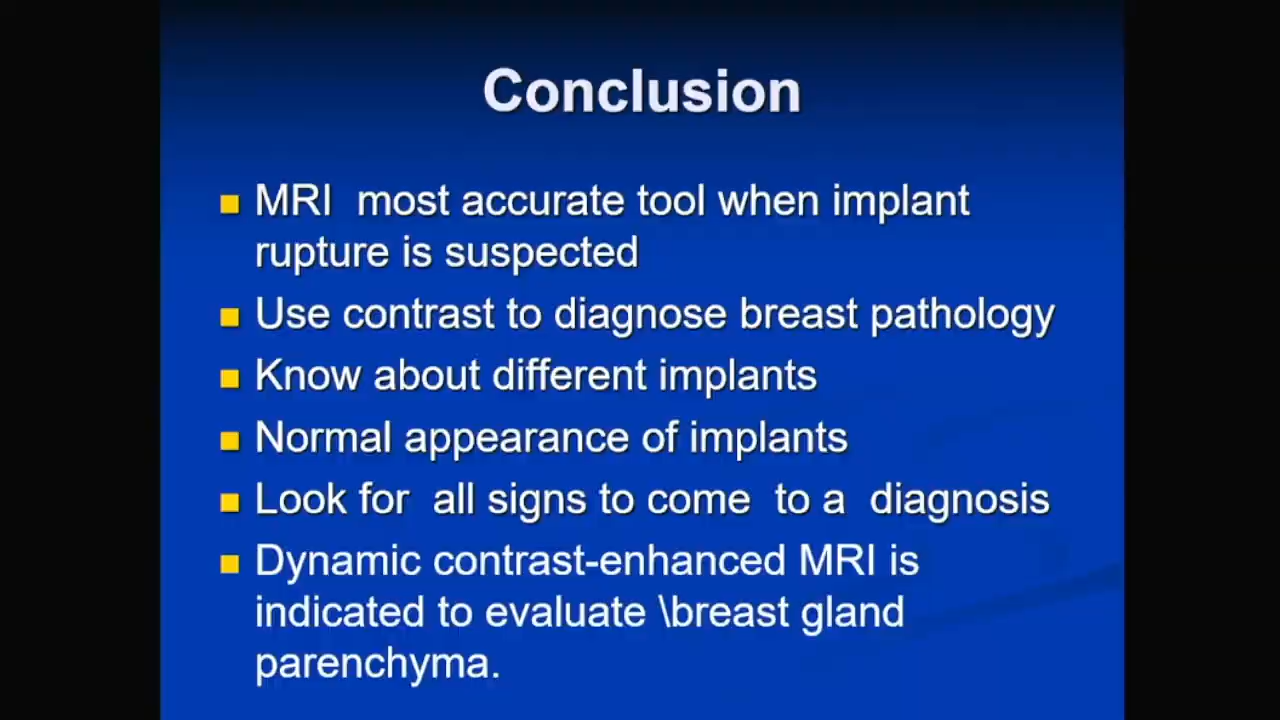 Conclusion
MRI  most accurate tool when implant
rupture is suspected
Use contrast to diagnose breast pathology
Know about different implants
Normal appearance of implants
Look for  all signs to come  to a  diagnosis
Dynamic contrast-enhanced MRI is
indicated to evaluate \breast gland
parenchyma.